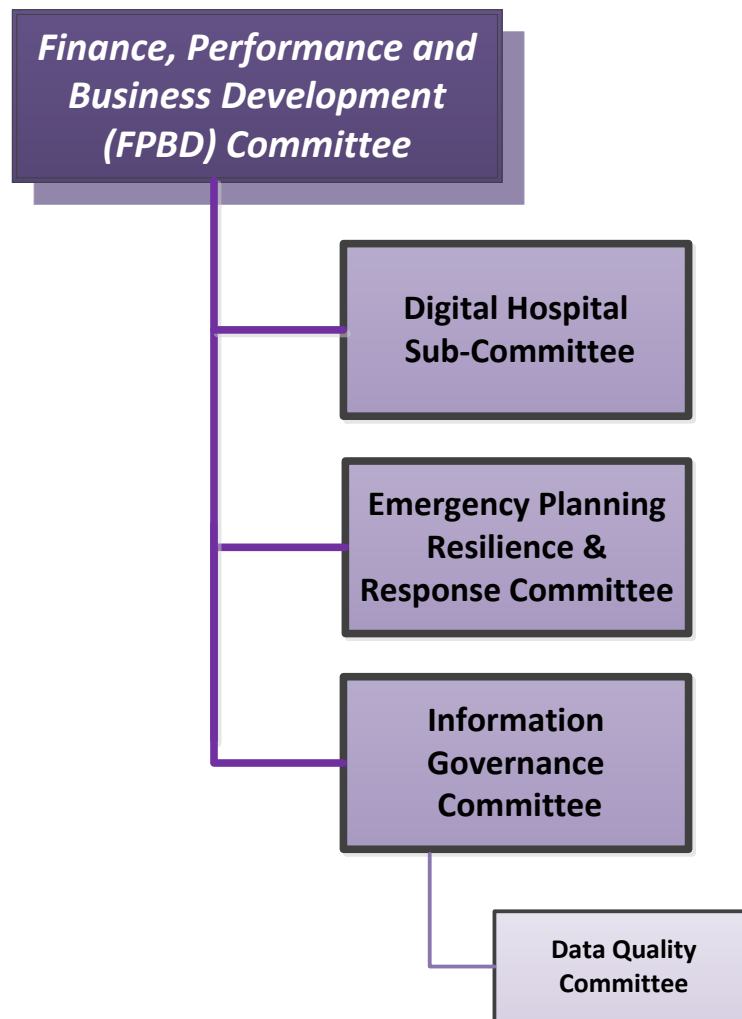 Finance, Performance and
Business Development
(FPBD) Committee
Digital Hospital
Sub-Committee
Emergency Planning
Resilience &
Response Committee
Information
Governance
Committee
Data Quality
Committee